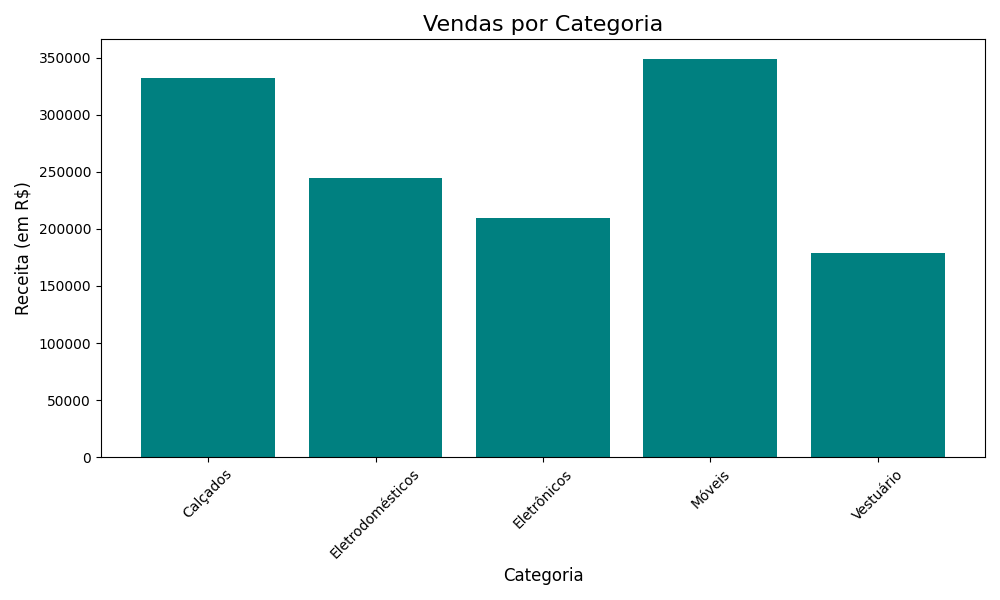 Vendas por Categoria
Receita (em R$)
350000
300000
250000
200000
150000
100000
50000
0
Calçados
Eletrodomésticos
Eletrônicos
Móveis
Vestuário
Categoria